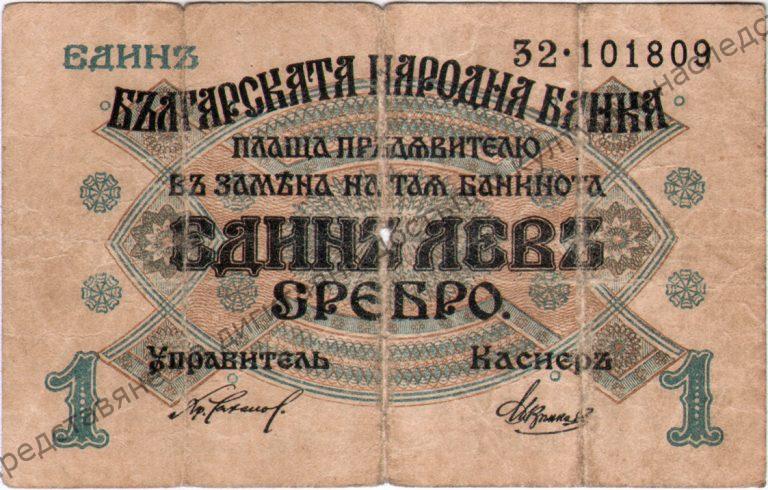 ЕДИНЪ
32·101809
БЪЛГАРСКАТА НАРОДНА БАНКА
ПЛАЩА ПРѢДЯВИТЕЛЮ
ВЪ ЗАМѢНА НА ТАЯ БАНКНОТА
ЕДИНЪ ЛЕВЪ
СРЕБРО.
Управитель Касиеръ
1 1